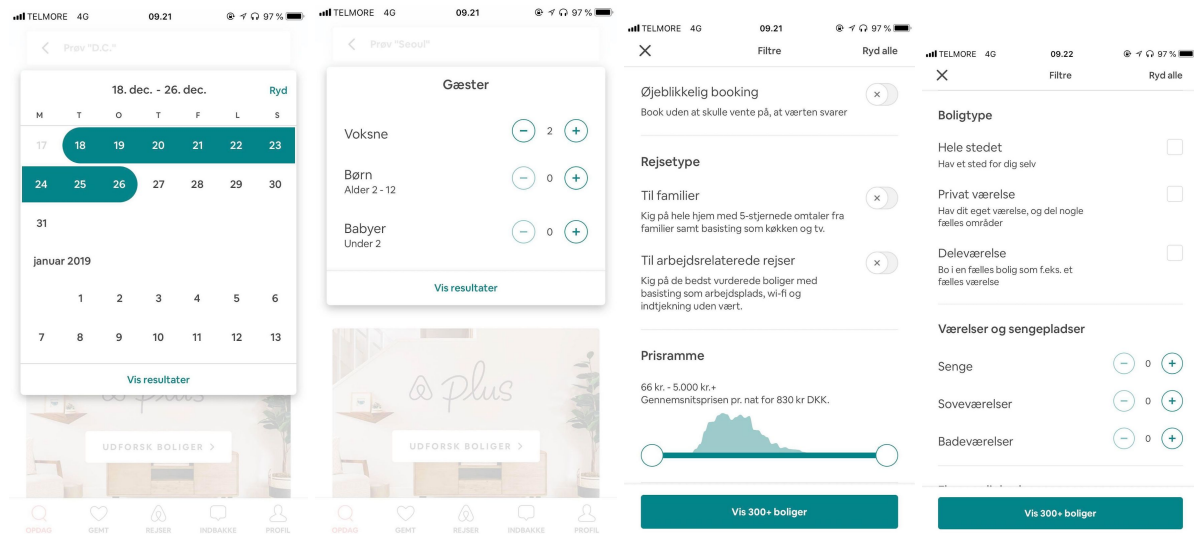 TELMORE 4G 09.21 97 %
Prøv "D.C."
18. dec. - 26. dec. Ryd
M T O T F L S
17 18 19 20 21 22 23
24 25 26 27 28 29 30
31
januar 2019
1 2 3 4 5 6
7 8 9 10 11 12 13
Vis resultater
plus
UDFORSK BOLIGER >
OPDAG GEMT REJSER INDBAKKE PROFIL
TELMORE 4G 09.21 97 %
Prøv "Seoul"
Gæster
Voksne - 2 +
Børn - 0 +
Alder 2 - 12
Babyer - 0 +
Under 2
Vis resultater
plus
UDFORSK BOLIGER >
OPDAG GEMT REJSER INDBAKKE PROFIL
TELMORE 4G 09.21 97 %
Filtre Ryd alle
Øjeblikkelig booking
Book uden at skulle vente på, at værten svarer
Rejsetype
Til familier
Kig på hele hjem med 5-stjernede omtaler fra
familier samt basisting som køkken og tv.
Til arbejdsrelaterede rejser
Kig på de bedst vurderede boliger med
basisting som arbejdsplads, wi-fi og
indtjekning uden vært.
Prisramme
66 kr. - 5.000 kr.+
Gennemsnitsprisen pr. nat for 830 kr DKK.
Vis 300+ boliger
TELMORE 4G 09.22 97 %
Filtre Ryd alle
Boligtype
Hele stedet
Hav et sted for dig selv
Privat værelse
Hav dit eget værelse, og del nogle
fælles områder
Deleværelse
Bo i en fælles bolig som f.eks. et
fælles værelse
Værelser og sengepladser
Senge - 0 +
Soveværelser - 0 +
Badeværelser - 0 +
Vis 300+ boliger